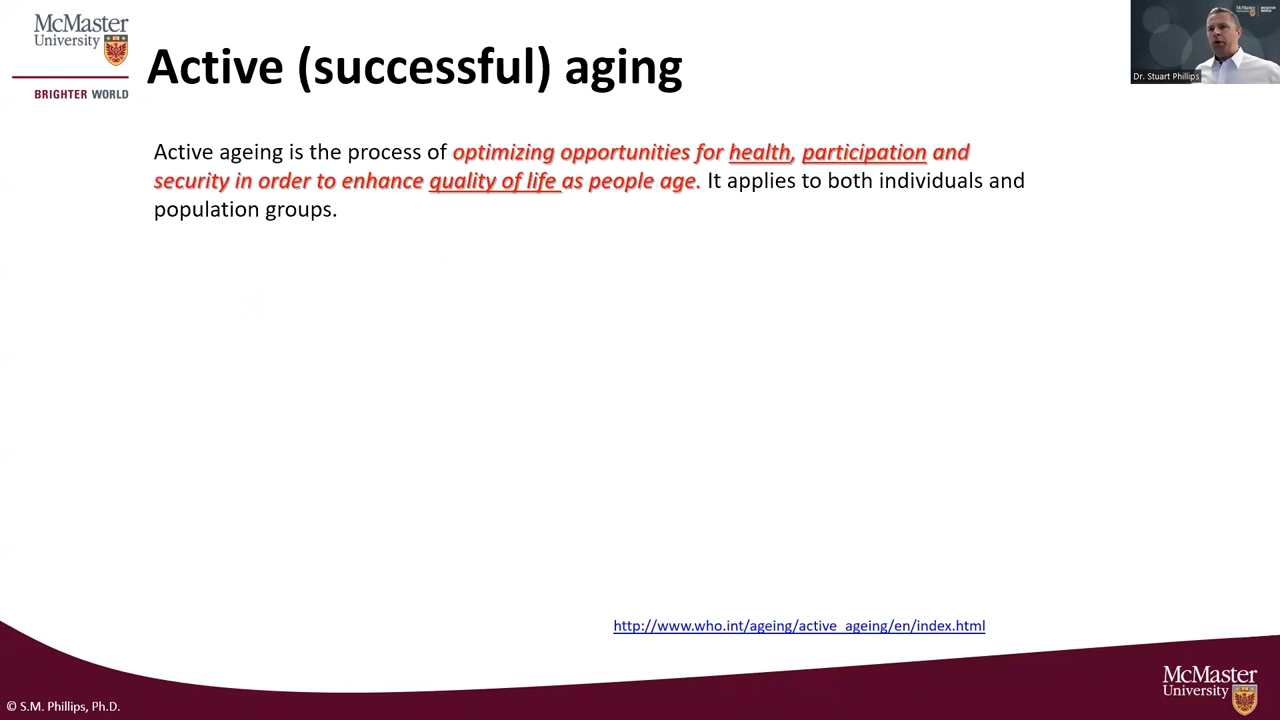 McMaster
University
BRIGHTER WORLD
Active (successful) aging
Dr. Stuart Phillips
Active ageing is the process of optimizing opportunities for health, participation and
security in order to enhance quality of life as people age. It applies to both individuals and
population groups.
http://www.who.int/ageing/active_ageing/en/index.html
© S.M. Phillips, Ph.D.
McMaster
University